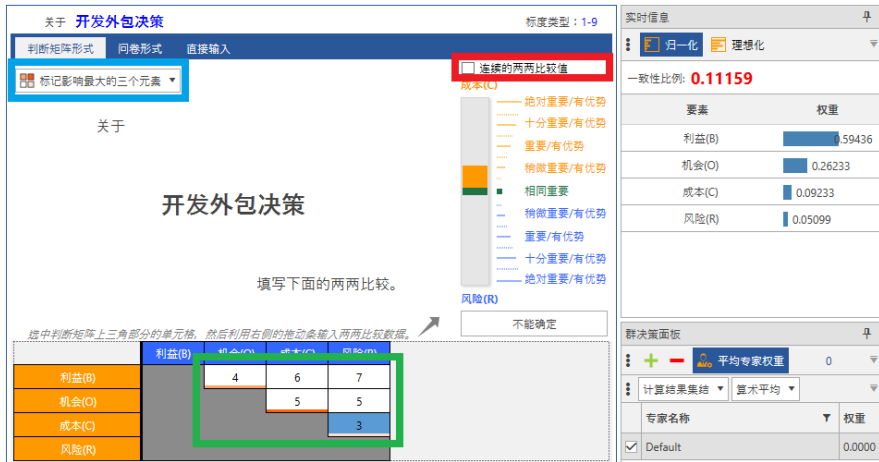 关于 开发外包决策 标度类型：1-9
判断矩阵形式 问卷形式 直接输入
标记影响最大的三个元素
连续的两两比较值
成本(C)
绝对重要/有优势
十分重要/有优势
重要/有优势
稍微重要/有优势
相同重要
稍微重要/有优势
重要/有优势
十分重要/有优势
绝对重要/有优势
风险(R)
不能确定
关于
开发外包决策
填写下面的两两比较。
选中判断矩阵上三角部分的单元格，然后利用右侧的拖动条输入两两比较数据。
利益(B) 机会(O) 成本(C) 风险(R)
利益(B) 4 6 7
机会(O) 5 5
成本(C) 3
风险(R)
实时信息
归一化 理想化
一致性比例: 0.11159
要素 权重
利益(B) 0.59436
机会(O) 0.26233
成本(C) 0.09233
风险(R) 0.05099
群决策面板
平均专家权重 0
计算结果集结 算术平均
专家名称 权重
Default 0.0000